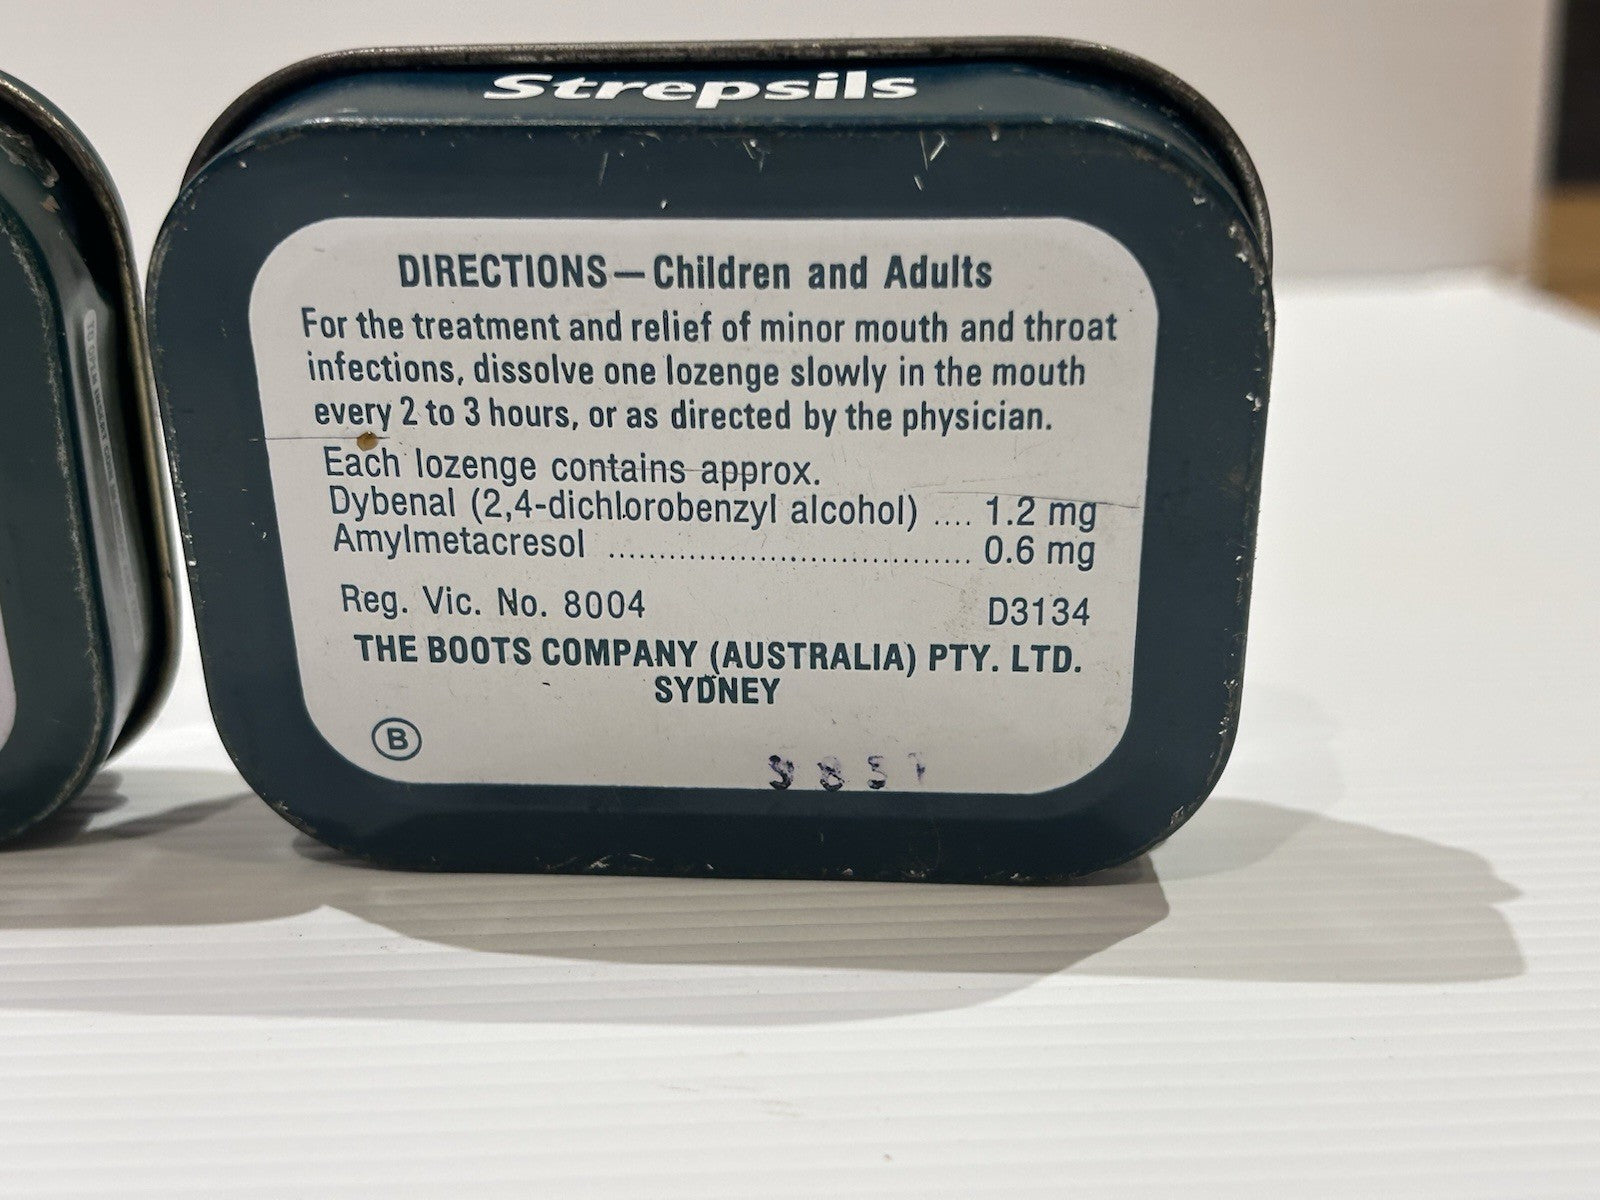 Strepsils
DIRECTIONS—Children and Adults
For the treatment and relief of minor mouth and throat
infections, dissolve one lozenge slowly in the mouth
every 2 to 3 hours, or as directed by the physician.
Each lozenge contains approx.
Dybenal (2,4-dichlorobenzyl alcohol) .... 1.2 mg
Amylmetacresol .................................... 0.6 mg
Reg. Vic. No. 8004 D3134
THE BOOTS COMPANY (AUSTRALIA) PTY. LTD.
SYDNEY
B